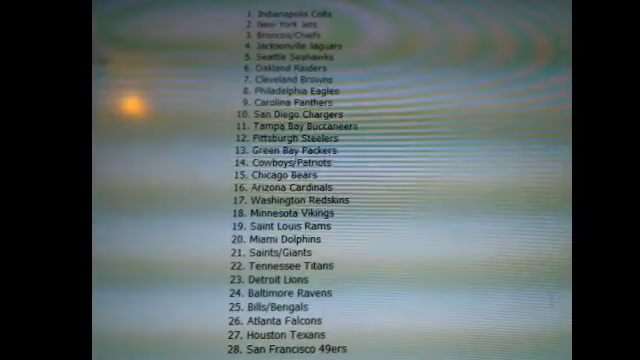 1. Indianapolis Colts
2. New York Jets
3. Broncos/Chiefs
4. Jacksonville Jaguars
5. Seattle Seahawks
6. Oakland Raiders
7. Cleveland Browns
8. Philadelphia Eagles
9. Carolina Panthers
10. San Diego Chargers
11. Tampa Bay Buccaneers
12. Pittsburgh Steelers
13. Green Bay Packers
14. Cowboys/Patriots
15. Chicago Bears
16. Arizona Cardinals
17. Washington Redskins
18. Minnesota Vikings
19. Saint Louis Rams
20. Miami Dolphins
21. Saints/Giants
22. Tennessee Titans
23. Detroit Lions
24. Baltimore Ravens
25. Bills/Bengals
26. Atlanta Falcons
27. Houston Texans
28. San Francisco 49ers